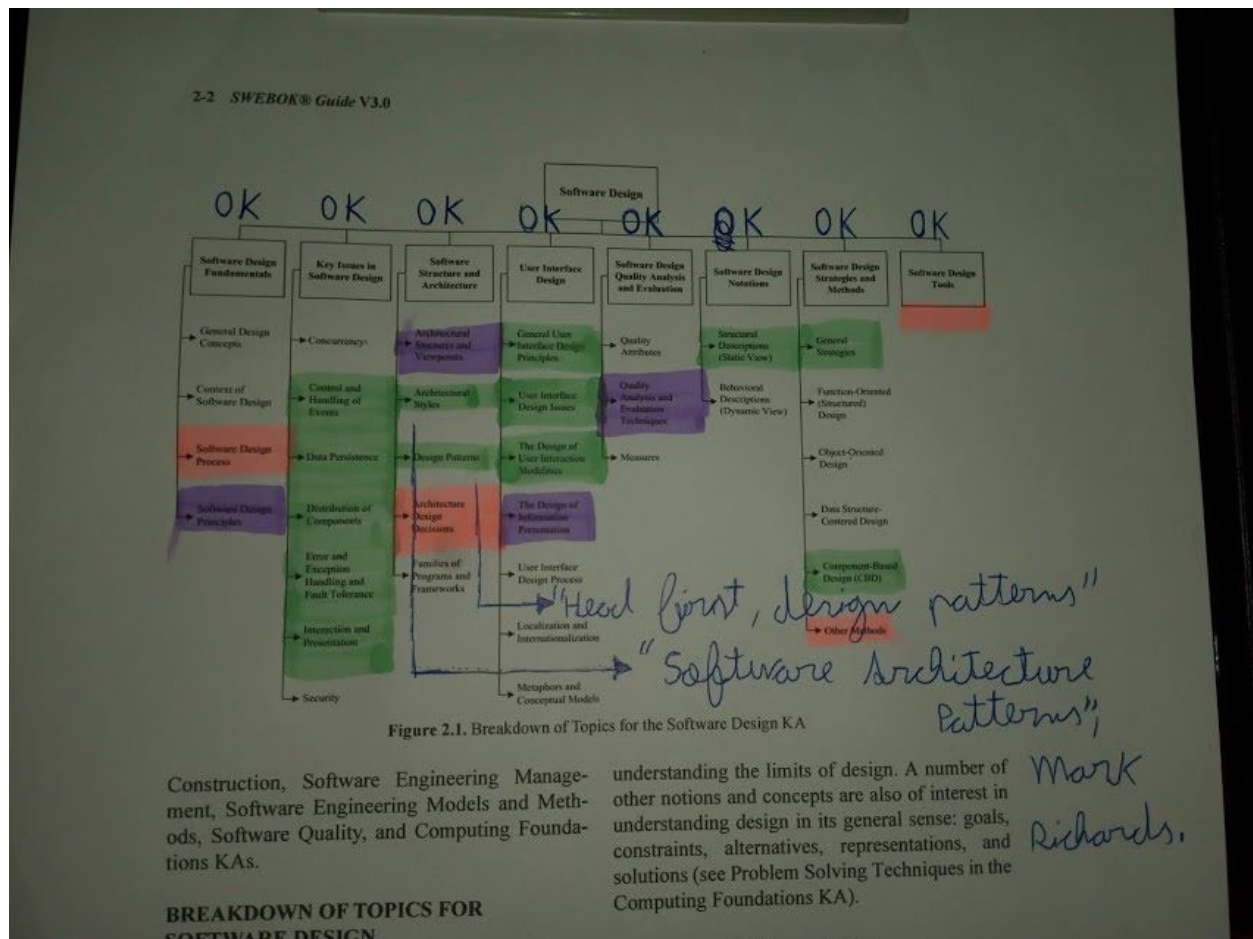 2-2 SWEBOK® Guide V3.0
Software Design
OK OK OK OK OK OK OK OK
Software Design
Fundamentals
General Design
Concepts
Context of
Software Design
Software Design
Process
Software Design
Principles
Key Issues in
Software Design
Concurrency
Control and
Handling of
Events
Data Persistence
Distribution of
Components
Error and
Exception
Handling and
Fault Tolerance
Interaction and
Presentation
Security
Software
Structure and
Architecture
Architectural
Structures and
Viewpoints
Architectural
Styles
Design Patterns
Architecture
Design
Decisions
Families of
Programs and
Frameworks
User Interface
Design
General User
Interface Design
Principles
User Interface
Design Issues
The Design of
User Interaction
Modalities
The Design of
Information
Presentation
User Interface
Design Process
Localization and
Internationalization
Metaphors and
Conceptual Models
Software Design
Quality Analysis
and Evaluation
Quality
Attributes
Quality
Analysis and
Evaluation
Techniques
Measures
Software Design
Notations
Structural
Descriptions
(Static View)
Behavioral
Descriptions
(Dynamic View)
Software Design
Strategies and
Methods
General
Strategies
Function-Oriented
(Structured)
Design
Object-Oriented
Design
Data Structure-
Centered Design
Component-Based
Design (CBD)
Other Methods
Software Design
Tools
"Head first, design patterns"
"Software Architecture
Patterns",
Mark
Richards.
Figure 2.1. Breakdown of Topics for the Software Design KA
Construction, Software Engineering Manage-
ment, Software Engineering Models and Meth-
ods, Software Quality, and Computing Founda-
tions KAs.
BREAKDOWN OF TOPICS FOR
SOFTWARE DESIGN
understanding the limits of design. A number of
other notions and concepts are also of interest in
understanding design in its general sense: goals,
constraints, alternatives, representations, and
solutions (see Problem Solving Techniques in the
Computing Foundations KA).